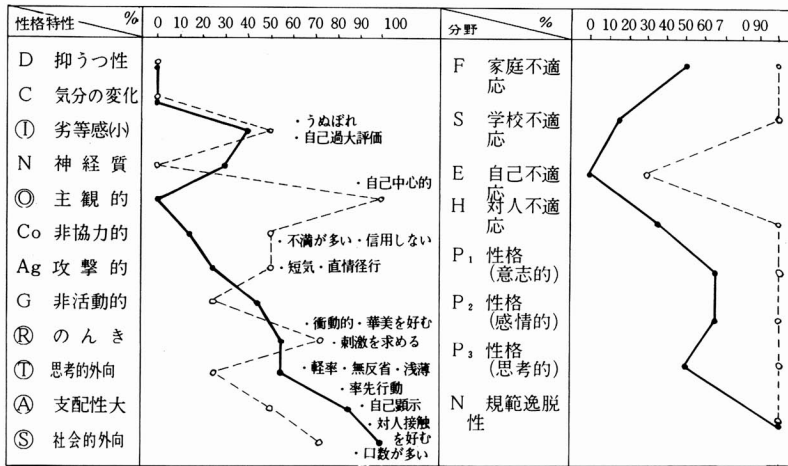 性格特性 %
0 10 20 30 40 50 60 70 80 90 100
D 抑うつ性
C 気分の変化
Ⓘ 劣等感(小)
・うぬぼれ
・自己過大評価
N 神経質
・自己中心的
Ⓞ 主観的
Co 非協力的
・不満が多い・信用しない
Ag 攻撃的
・短気・直情径行
G 非活動的
・衝動的・華美を好む
Ⓡ のんき
・刺激を求める
Ⓣ 思考的外向
・軽率・無反省・浅薄
・率先行動
Ⓐ 支配性大
・自己顕示
・対人接触
を好む
Ⓢ 社会的外向
・口数が多い
分野 %
0 10 20 30 40 50 60 7 0 90
F 家庭不適
応
S 学校不適
応
E 自己不適
応
H 対人不適
応
P₁ 性格
(意志的)
P₂ 性格
(感情的)
P₃ 性格
(思考的)
N 規範逸脱
性